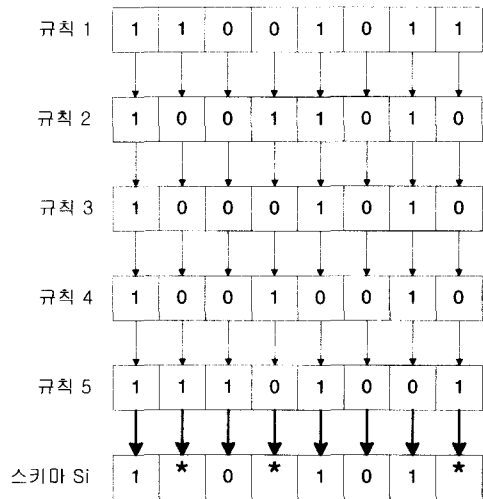 규칙 1 1 1 0 0 1 0 1 1
규칙 2 1 0 0 1 1 0 1 0
규칙 3 1 0 0 0 1 0 1 0
규칙 4 1 0 0 1 0 0 1 0
규칙 5 1 1 1 0 1 0 0 1
스키마 Si 1 * 0 * 1 0 1 *